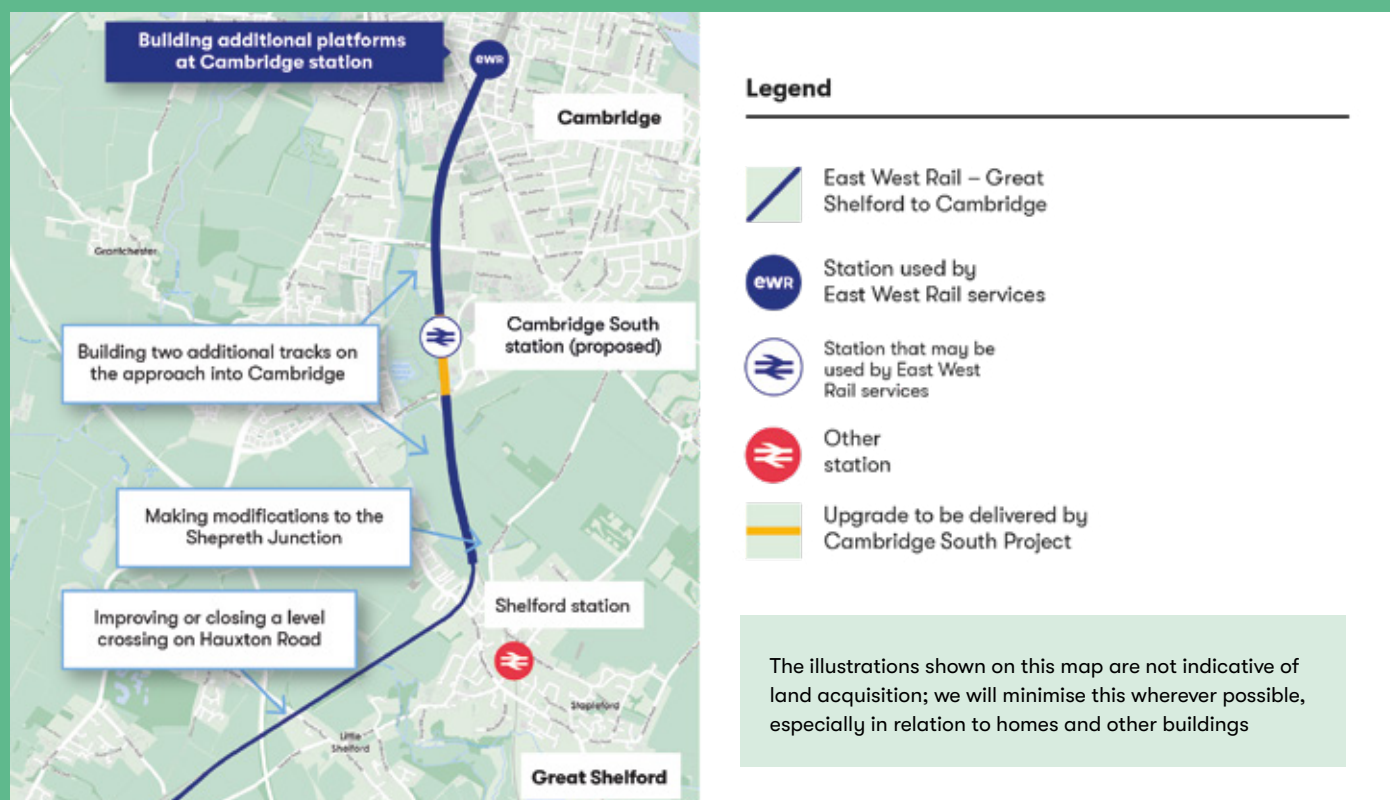 Building additional platforms
at Cambridge station
ewR
Cambridge
Grantchester
Cambridge South
station (proposed)
Building two additional tracks on
the approach into Cambridge
Making modifications to the
Shepreth Junction
Shelford station
Improving or closing a level
crossing on Hauxton Road
Stapleford
Little
Shelford
Great Shelford
Legend
East West Rail – Great
Shelford to Cambridge
ewR
Station used by
East West Rail services
Station that may be
used by East West
Rail services
Other
station
Upgrade to be delivered by
Cambridge South Project
The illustrations shown on this map are not indicative of
land acquisition; we will minimise this wherever possible,
especially in relation to homes and other buildings